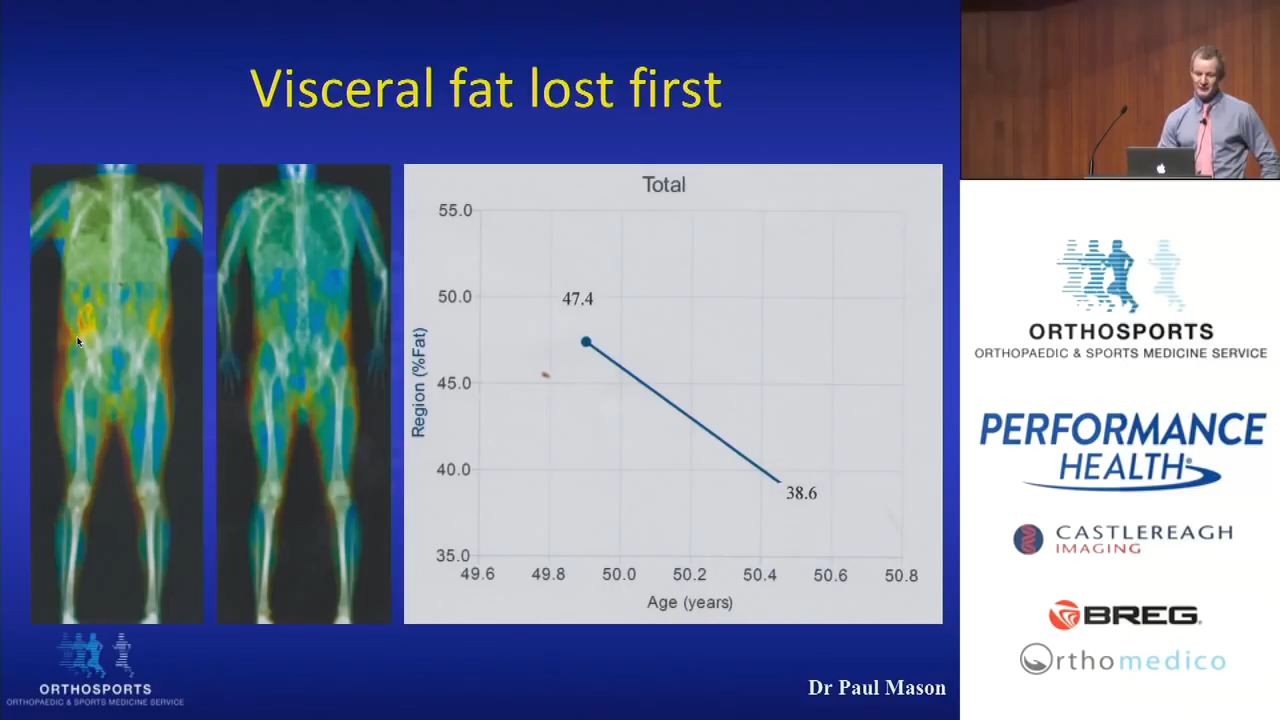 Visceral fat lost first
Total
55.0
50.0
45.0
40.0
35.0
47.4
38.6
Region (%Fat)
49.6 49.8 50.0 50.2 50.4 50.6 50.8
Age (years)
ORTHOSPORTS
ORTHOPAEDIC & SPORTS MEDICINE SERVICE
Dr Paul Mason
ORTHOSPORTS
ORTHOPAEDIC & SPORTS MEDICINE SERVICE
PERFORMANCE
HEALTH
CASTLEREAGH
IMAGING
BREG
Orthomedico